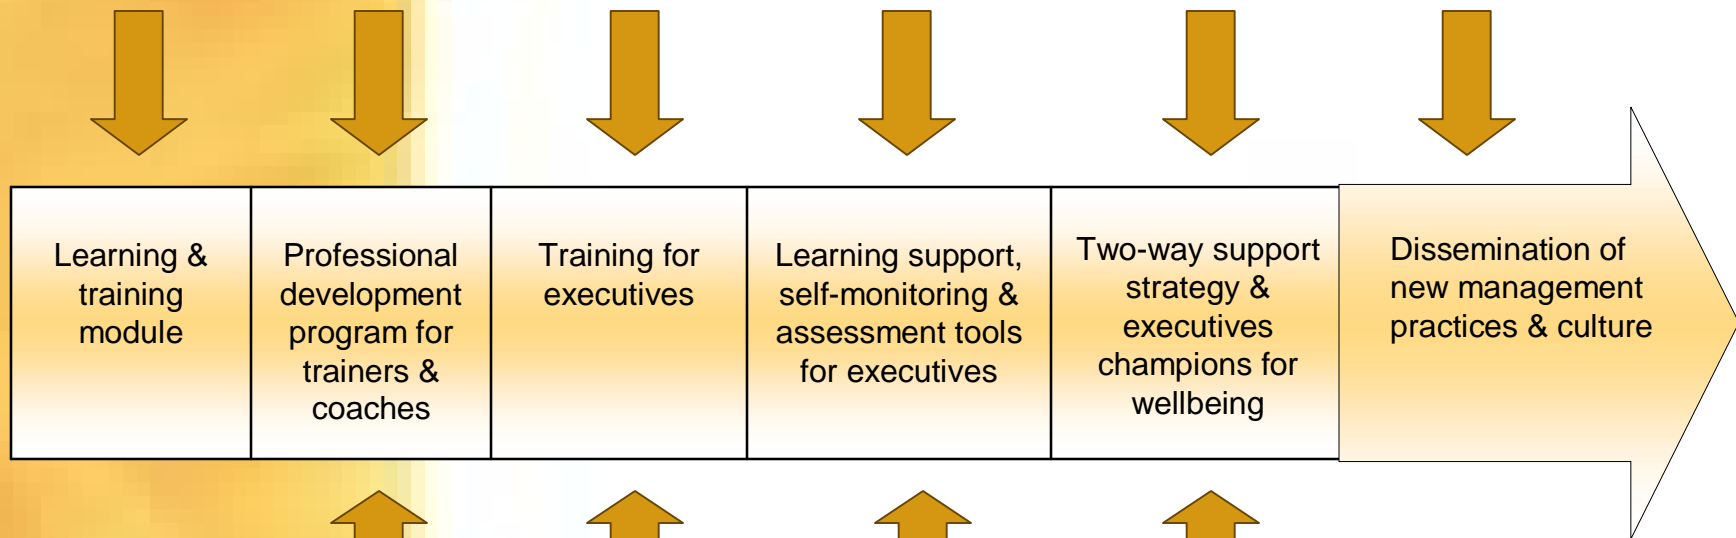 Learning &
training
module
Professional
development
program for
trainers &
coaches
Training for
executives
Learning support,
self-monitoring &
assessment tools
for executives
Two-way support
strategy &
executives
champions for
wellbeing
Dissemination of
new management
practices & culture